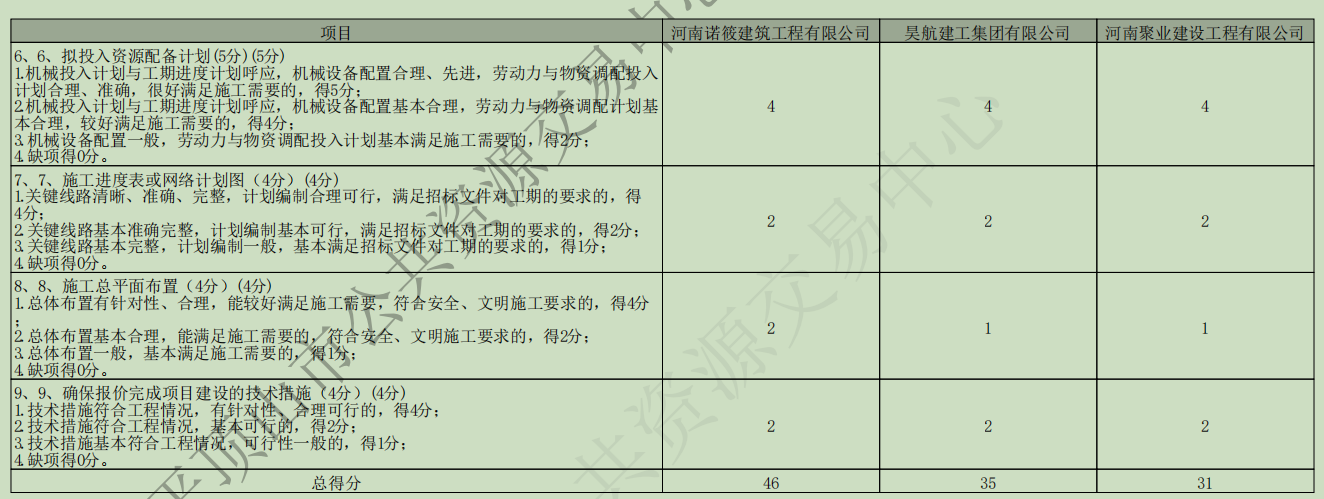 项目 河南诺筱建筑工程有限公司 昊航建工集团有限公司 河南聚业建设工程有限公司
6、6、拟投入资源配备计划(5分)(5分)
1.机械投入计划与工期进度计划呼应，机械设备配置合理、先进，劳动力与物资调配投入
计划合理、准确，很好满足施工需要的，得5分；
2.机械投入计划与工期进度计划呼应，机械设备配置基本合理，劳动力与物资调配计划基
本合理，较好满足施工需要的，得4分；
3.机械设备配置一般，劳动力与物资调配投入计划基本满足施工需要的，得2分；
4.缺项得0分。
4 4 4
7、7、施工进度表或网络计划图（4分）(4分)
1.关键线路清晰、准确、完整，计划编制合理可行，满足招标文件对工期的要求的，得
4分；
2.关键线路基本准确完整，计划编制基本可行，满足招标文件对工期的要求的，得2分；
3.关键线路基本完整，计划编制一般，基本满足招标文件对工期的要求的，得1分；
4.缺项得0分。
2 2 2
8、8、施工总平面布置（4分）(4分)
1.总体布置有针对性、合理，能较好满足施工需要，符合安全、文明施工要求的，得4分
；
2.总体布置基本合理，能满足施工需要的，符合安全、文明施工要求的，得2分；
3.总体布置一般，基本满足施工需要的，得1分；
4.缺项得0分。
2 1 1
9、9、确保报价完成项目建设的技术措施（4分）(4分)
1.技术措施符合工程情况，有针对性、合理可行的，得4分；
2.技术措施符合工程情况，基本可行的，得2分；
3.技术措施基本符合工程情况，可行性一般的，得1分；
4.缺项得0分。
2 2 2
总得分 46 35 31
平顶山市公共资源交易中心
共资源交易中心